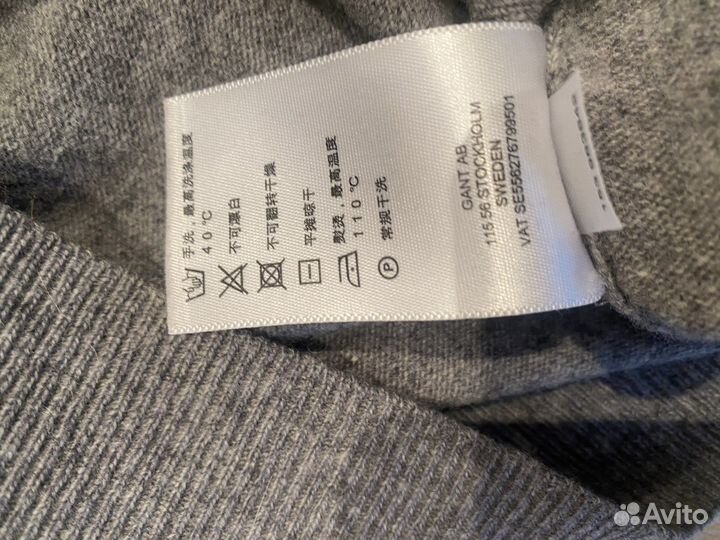 手洗，最高洗涤温度
40℃
不可漂白
不可翻转干燥
平摊晾干
熨烫，最高温度
110℃
常规干洗
P
GANT AB
115 56 STOCKHOLM
SWEDEN
VAT SE556276799501
Avito